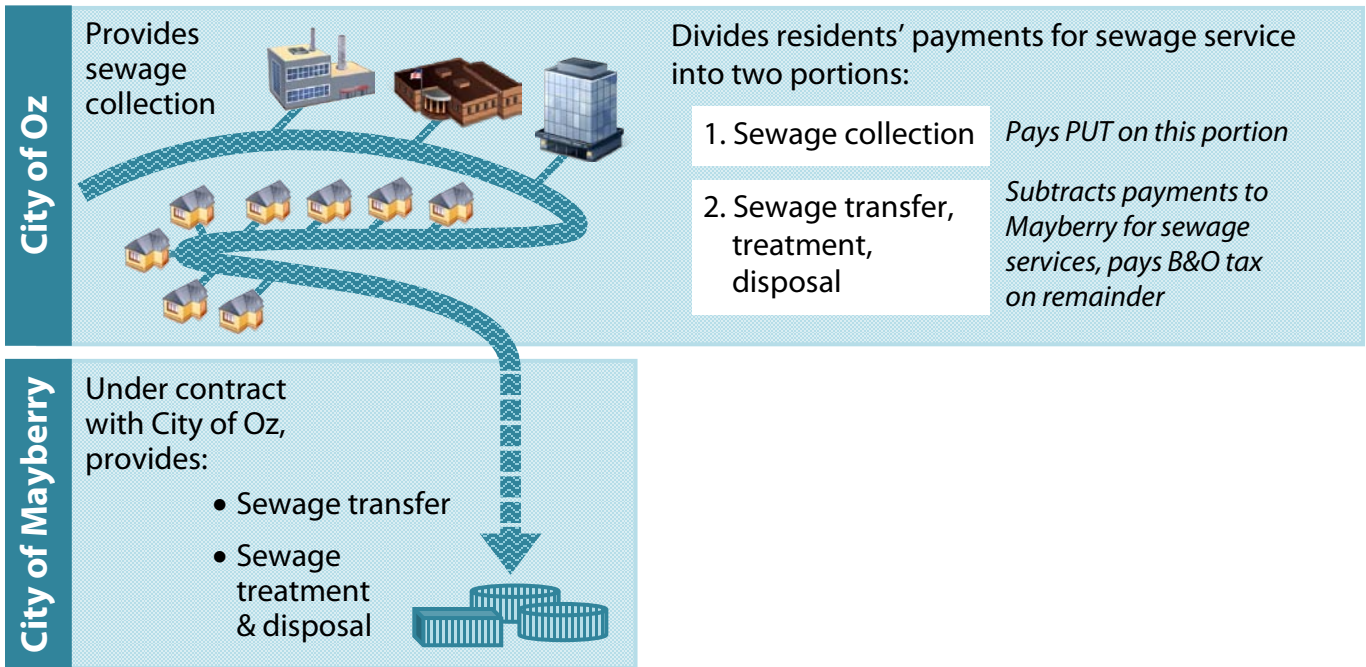 City of Oz
Provides
sewage
collection
Divides residents’ payments for sewage service
into two portions:
1. Sewage collection
Pays PUT on this portion
2. Sewage transfer,
treatment,
disposal
Subtracts payments to
Mayberry for sewage
services, pays B&O tax
on remainder
City of Mayberry
Under contract
with City of Oz,
provides:
• Sewage transfer
• Sewage
treatment
& disposal